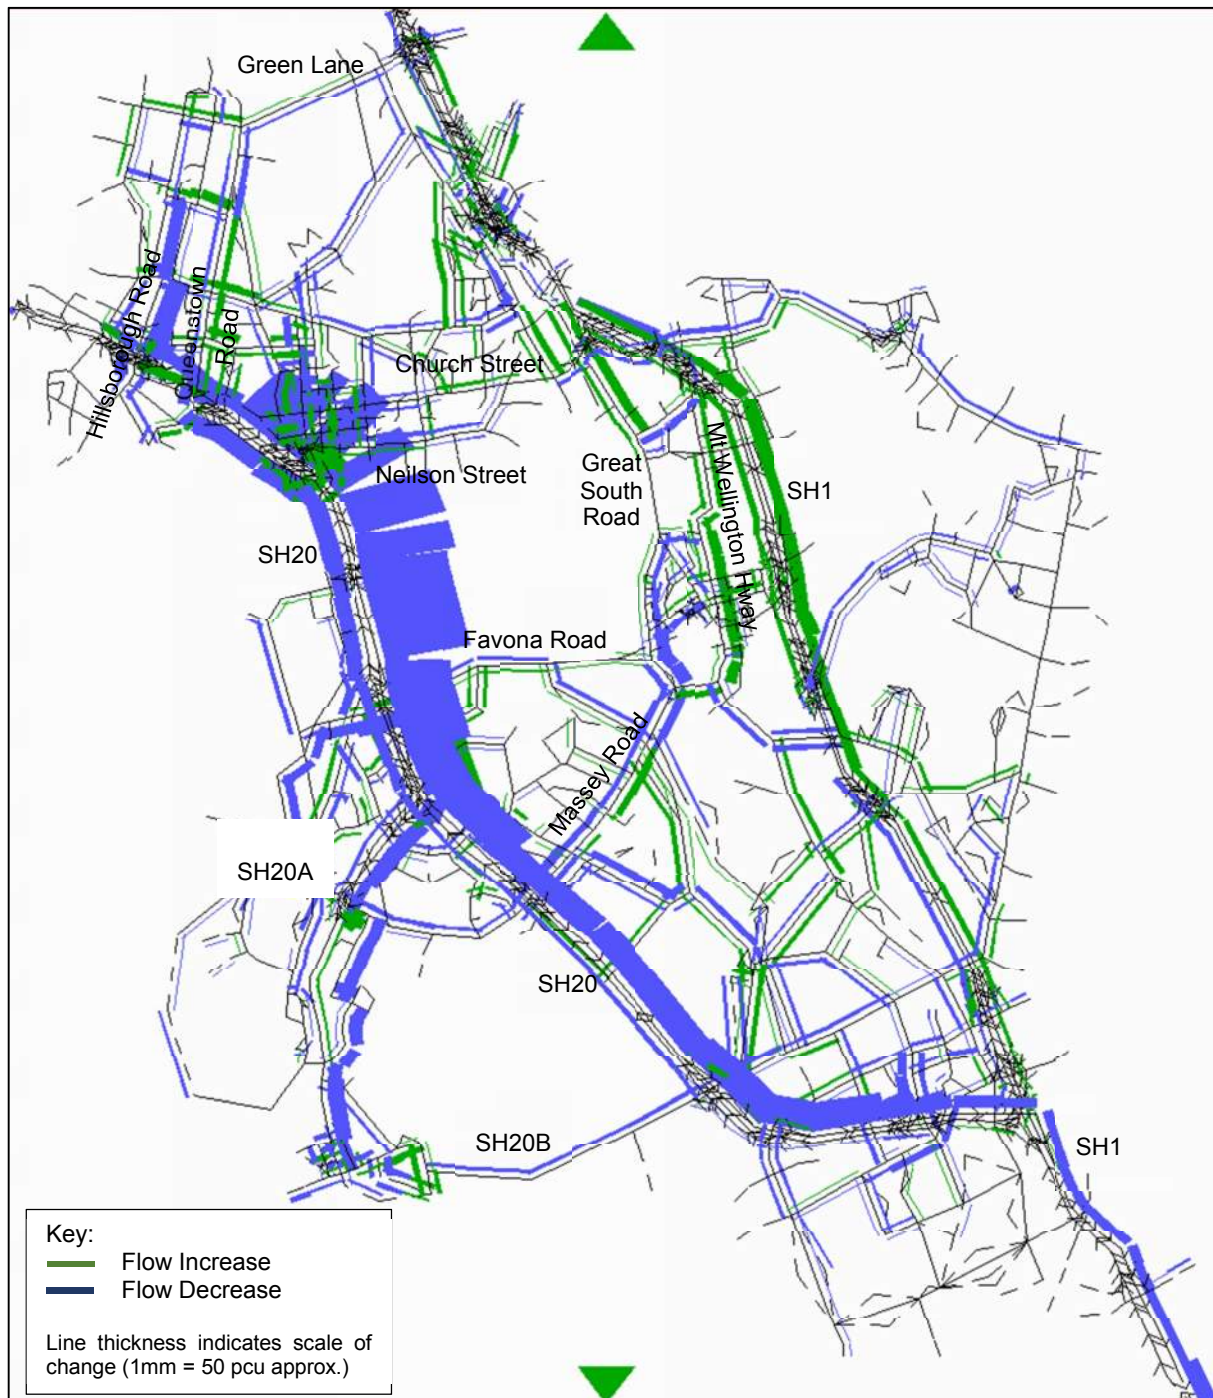 Green Lane
Hillsborough Road
Queenstown
Road
Church Street
Neilson Street
Great
South
Road
Mt Wellington Hway
SH1
SH20
Favona Road
Massey Road
SH20A
SH20
SH20B
SH1
Key:
Flow Increase
Flow Decrease
Line thickness indicates scale of
change (1mm = 50 pcu approx.)